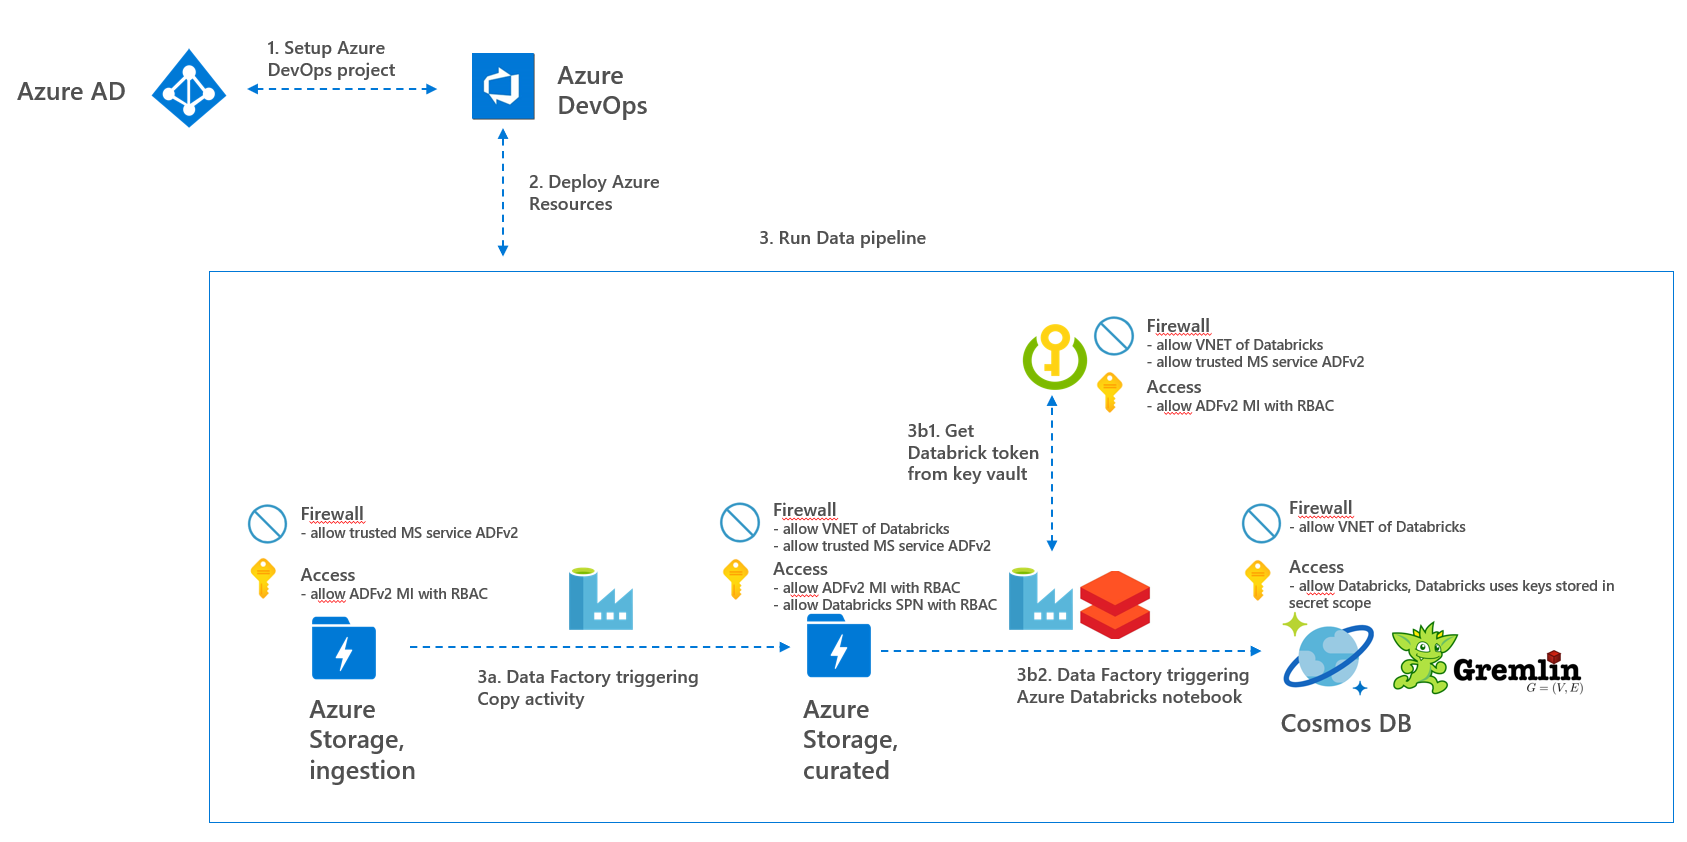 1. Setup Azure
DevOps project
Azure AD
Azure
DevOps
2. Deploy Azure
Resources
3. Run Data pipeline
Firewall
- allow VNET of Databricks
- allow trusted MS service ADFv2
Access
- allow ADFv2 MI with RBAC
3b1. Get
Databrick token
from key vault
Firewall
- allow trusted MS service ADFv2
Access
- allow ADFv2 MI with RBAC
Firewall
- allow VNET of Databricks
- allow trusted MS service ADFv2
Access
- allow ADFv2 MI with RBAC
- allow Databricks SPN with RBAC
Firewall
- allow VNET of Databricks
Access
- allow Databricks, Databricks uses keys stored in
secret scope
3a. Data Factory triggering
Copy activity
3b2. Data Factory triggering
Azure Databricks notebook
Gremlin
G = (V, E)
Azure
Storage,
ingestion
Azure
Storage,
curated
Cosmos DB